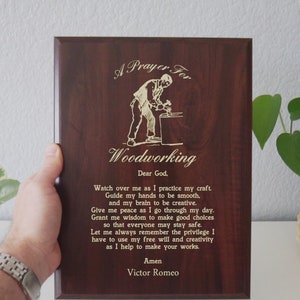 A Prayer For
Woodworking
Dear God,
Watch over me as I practice my craft.
Guide my hands to be smooth,
and my brain to be creative.
Give me peace as I go through my day.
Grant me wisdom to make good choices
so that everyone may stay safe.
Let me always remember the privilege I
have to use my free will and creativity
as I help to make your works.
Amen
Victor Romeo